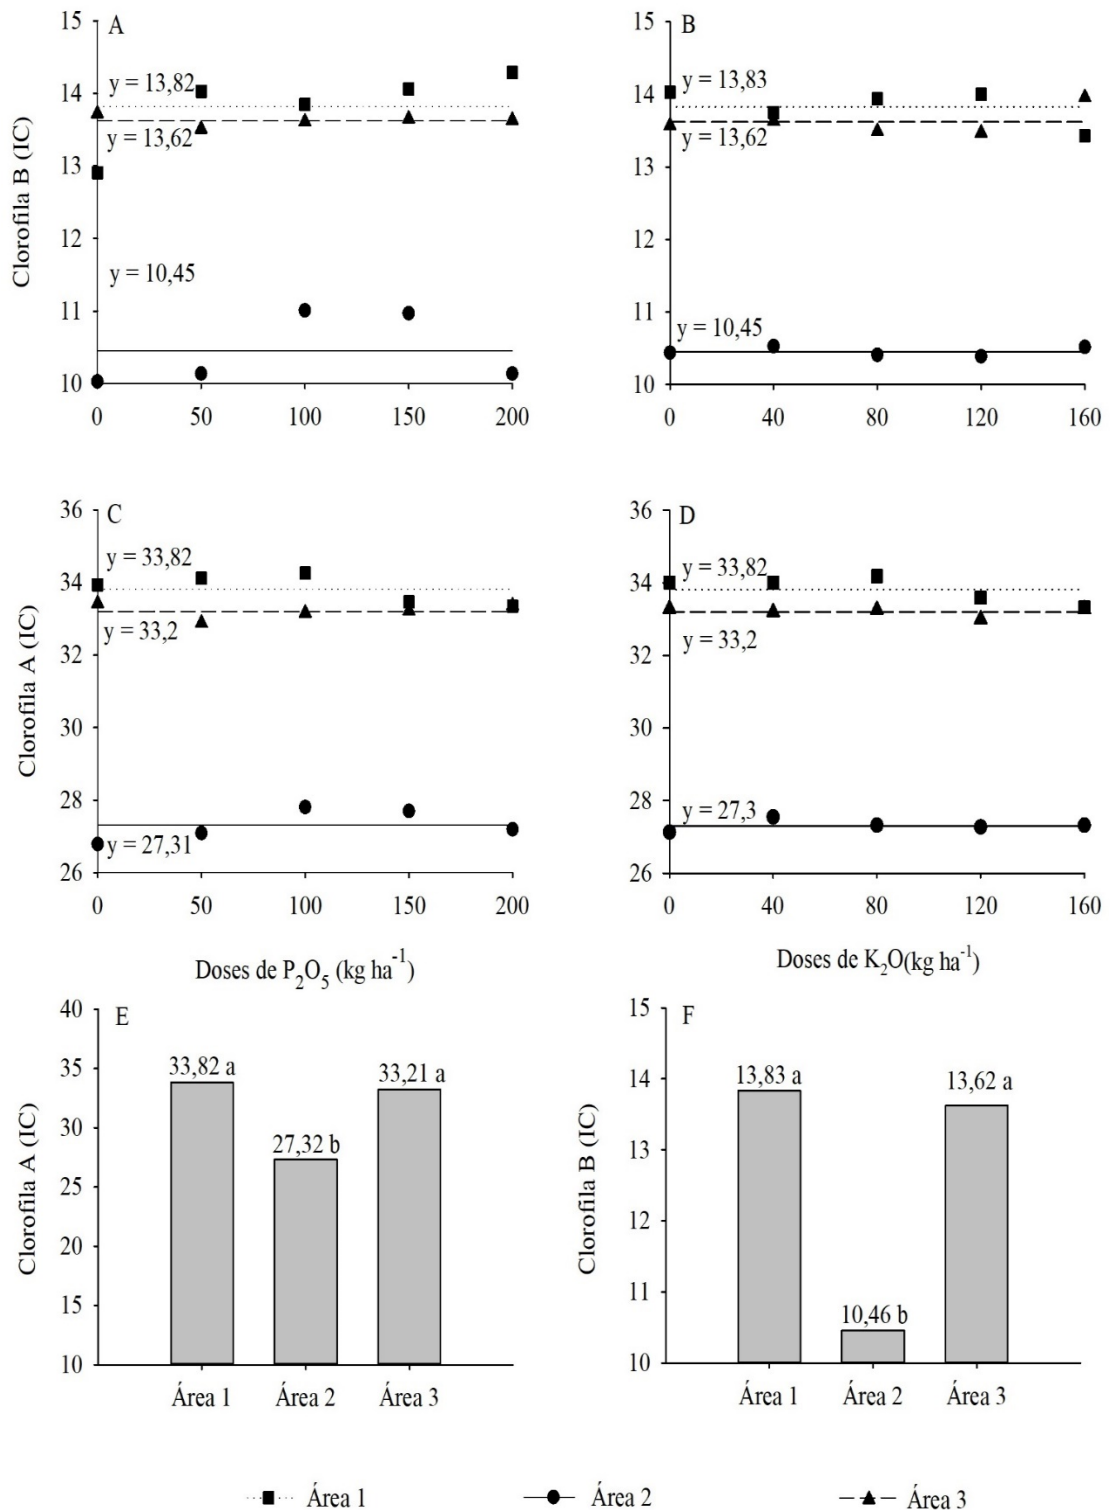 A
Clorofila B (IC)
15
14
13
12
11
10
y = 13,82
y = 13,62
y = 10,45
0 50 100 150 200
B
15
14
13
12
11
10
y = 13,83
y = 13,62
y = 10,45
0 40 80 120 160
C
Clorofila A (IC)
36
34
32
30
28
26
y = 33,82
y = 33,2
y = 27,31
0 50 100 150 200
Doses de P2O5 (kg ha-1)
D
36
34
32
30
28
26
y = 33,82
y = 33,2
y = 27,3
0 40 80 120 160
Doses de K2O(kg ha-1)
E
Clorofila A (IC)
40
35
30
25
20
15
10
33,82 a
27,32 b
33,21 a
Área 1 Área 2 Área 3
F
Clorofila B (IC)
15
14
13
12
11
10
13,83 a
10,46 b
13,62 a
Área 1 Área 2 Área 3
Área 1 Área 2 Área 3